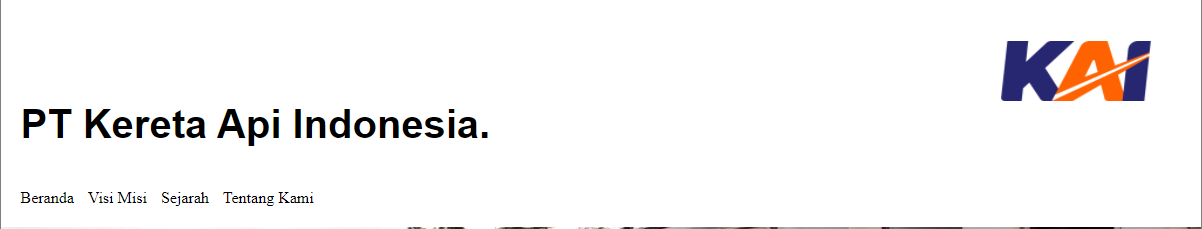 KAI
PT Kereta Api Indonesia.
Beranda Visi Misi Sejarah Tentang Kami